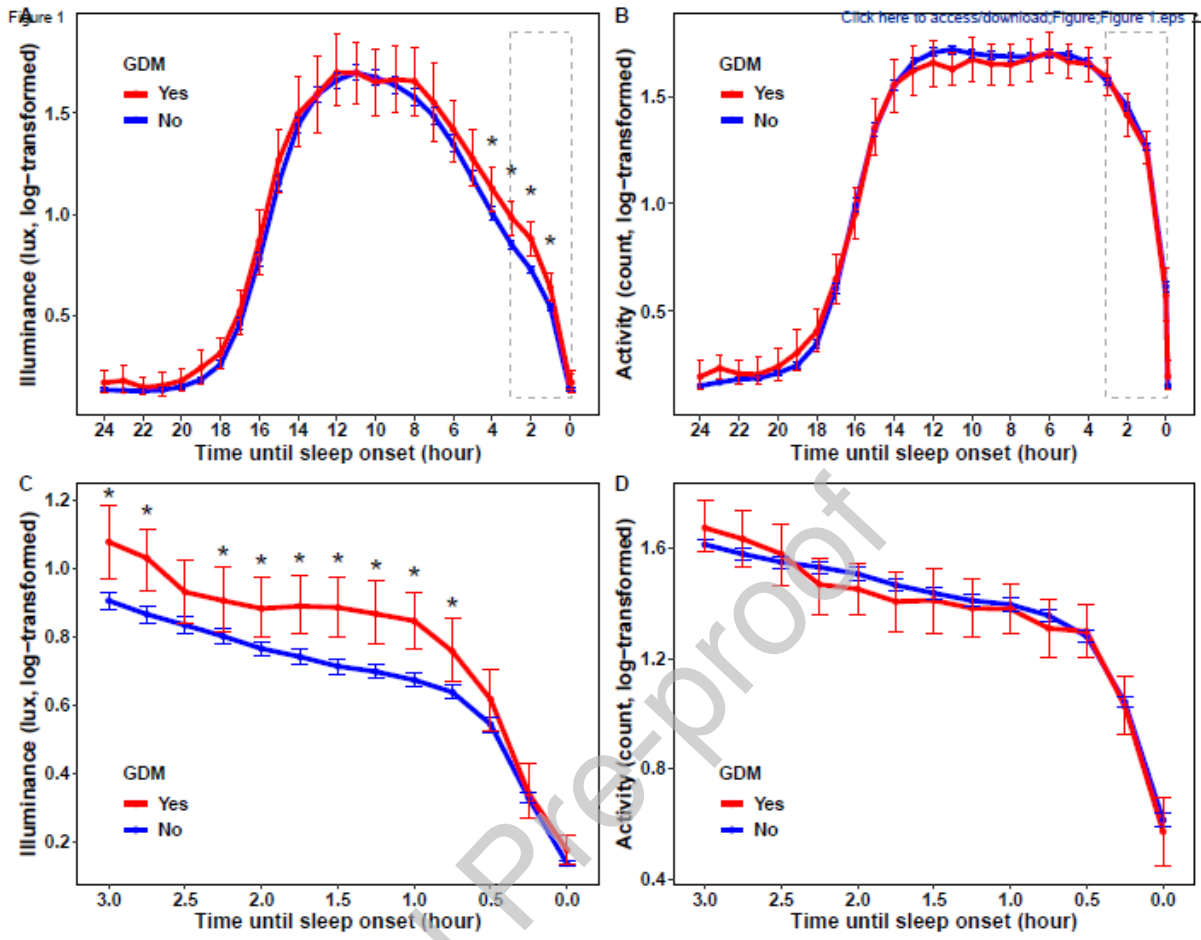 Figure 1
Click here to access/download;Figure;Figure 1.eps
A
GDM
Yes
No
Illuminance (lux, log−transformed)
1.5
1.0
0.5
*
*
*
*
24 22 20 18 16 14 12 10 8 6 4 2 0
Time until sleep onset (hour)
B
GDM
Yes
No
Activity (count, log−transformed)
1.5
1.0
0.5
24 22 20 18 16 14 12 10 8 6 4 2 0
Time until sleep onset (hour)
C
* * * * * * * * *
Illuminance (lux, log−transformed)
1.2
1.0
0.8
0.6
0.4
0.2
GDM
Yes
No
3.0 2.5 2.0 1.5 1.0 0.5 0.0
Time until sleep onset (hour)
D
Activity (count, log−transformed)
1.6
1.2
0.8
0.4
GDM
Yes
No
3.0 2.5 2.0 1.5 1.0 0.5 0.0
Time until sleep onset (hour)
Pre-proof